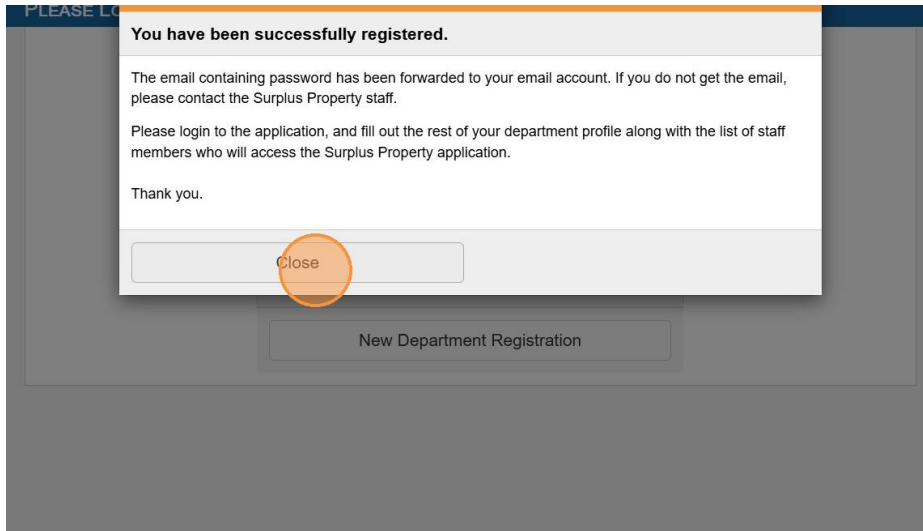 PLEASE LO
You have been successfully registered.
The email containing password has been forwarded to your email account. If you do not get the email,
please contact the Surplus Property staff.
Please login to the application, and fill out the rest of your department profile along with the list of staff
members who will access the Surplus Property application.
Thank you.
Close
New Department Registration